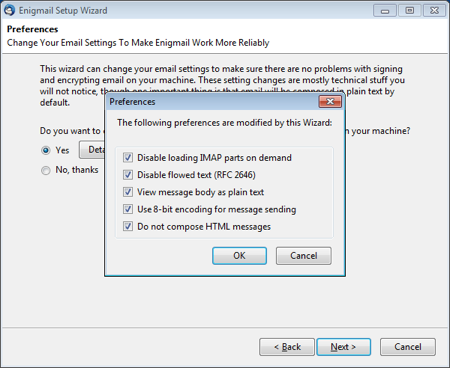 Enigmail Setup Wizard
Preferences
Change Your Email Settings To Make Enigmail Work More Reliably
This wizard can change your email settings to make sure there are no problems with signing
and encrypting email on your machine. These setting changes are mostly technical stuff you
will not notice, though one important thing is that email will be composed in plain text by
default.
Do you want to your machine?
Yes
No, thanks
Preferences
The following preferences are modified by this Wizard:
Disable loading IMAP parts on demand
Disable flowed text (RFC 2646)
View message body as plain text
Use 8-bit encoding for message sending
Do not compose HTML messages
OK Cancel
< Back Next > Cancel